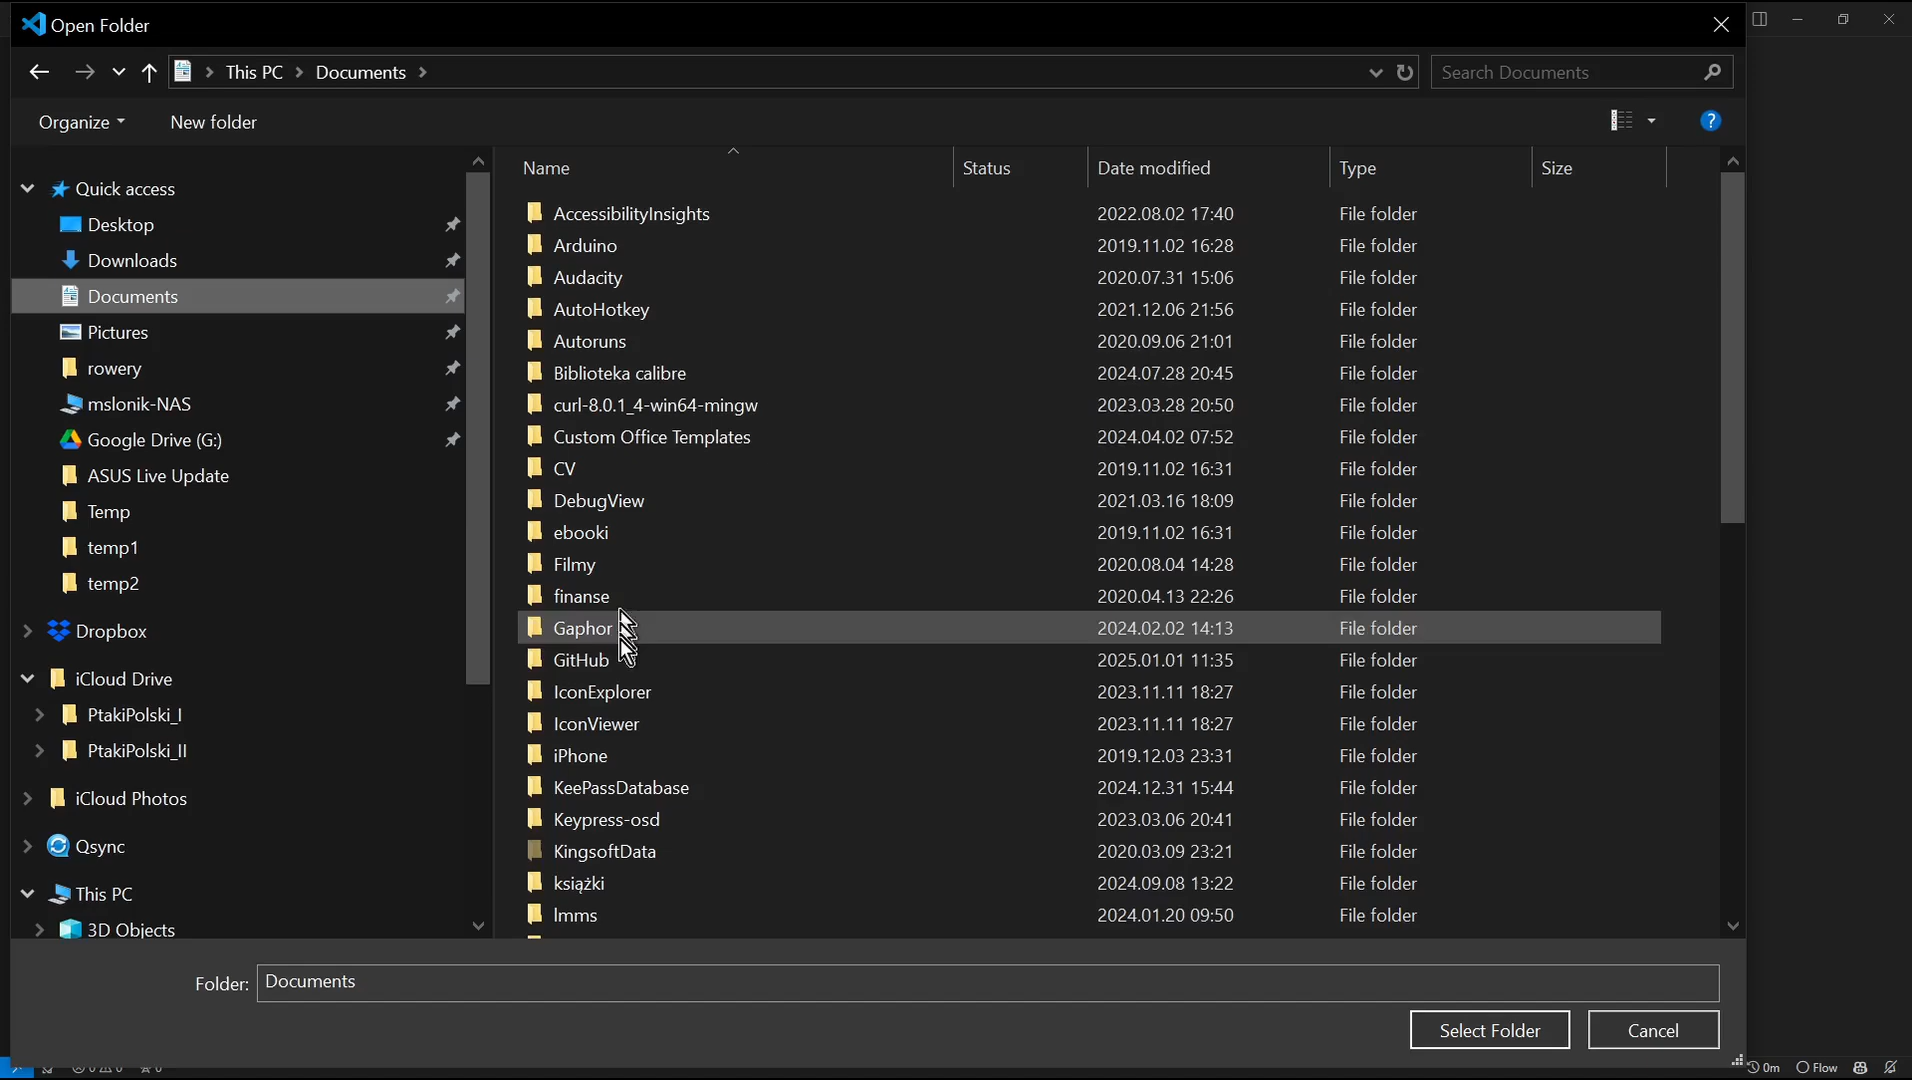 Open Folder
This PC Documents
Search Documents
Organize New folder
Name Status Date modified Type Size
Quick access
Desktop
Downloads
Documents
Pictures
rowery
mslonik-NAS
Google Drive (G:)
ASUS Live Update
Temp
temp1
temp2
Dropbox
iCloud Drive
PtakiPolski_I
PtakiPolski_II
iCloud Photos
Qsync
This PC
3D Objects
AccessibilityInsights 2022.08.02 17:40 File folder
Arduino 2019.11.02 16:28 File folder
Audacity 2020.07.31 15:06 File folder
AutoHotkey 2021.12.06 21:56 File folder
Autoruns 2020.09.06 21:01 File folder
Biblioteka calibre 2024.07.28 20:45 File folder
curl-8.0.1_4-win64-mingw 2023.03.28 20:50 File folder
Custom Office Templates 2024.04.02 07:52 File folder
CV 2019.11.02 16:31 File folder
DebugView 2021.03.16 18:09 File folder
ebooki 2019.11.02 16:31 File folder
Filmy 2020.08.04 14:28 File folder
finanse 2020.04.13 22:26 File folder
Gaphor 2024.02.02 14:13 File folder
GitHub 2025.01.01 11:35 File folder
IconExplorer 2023.11.11 18:27 File folder
IconViewer 2023.11.11 18:27 File folder
iPhone 2019.12.03 23:31 File folder
KeePassDatabase 2024.12.31 15:44 File folder
Keypress-osd 2023.03.06 20:41 File folder
KingsoftData 2020.03.09 23:21 File folder
książki 2024.09.08 13:22 File folder
lmms 2024.01.20 09:50 File folder
Folder: Documents
Select Folder Cancel
0m Flow